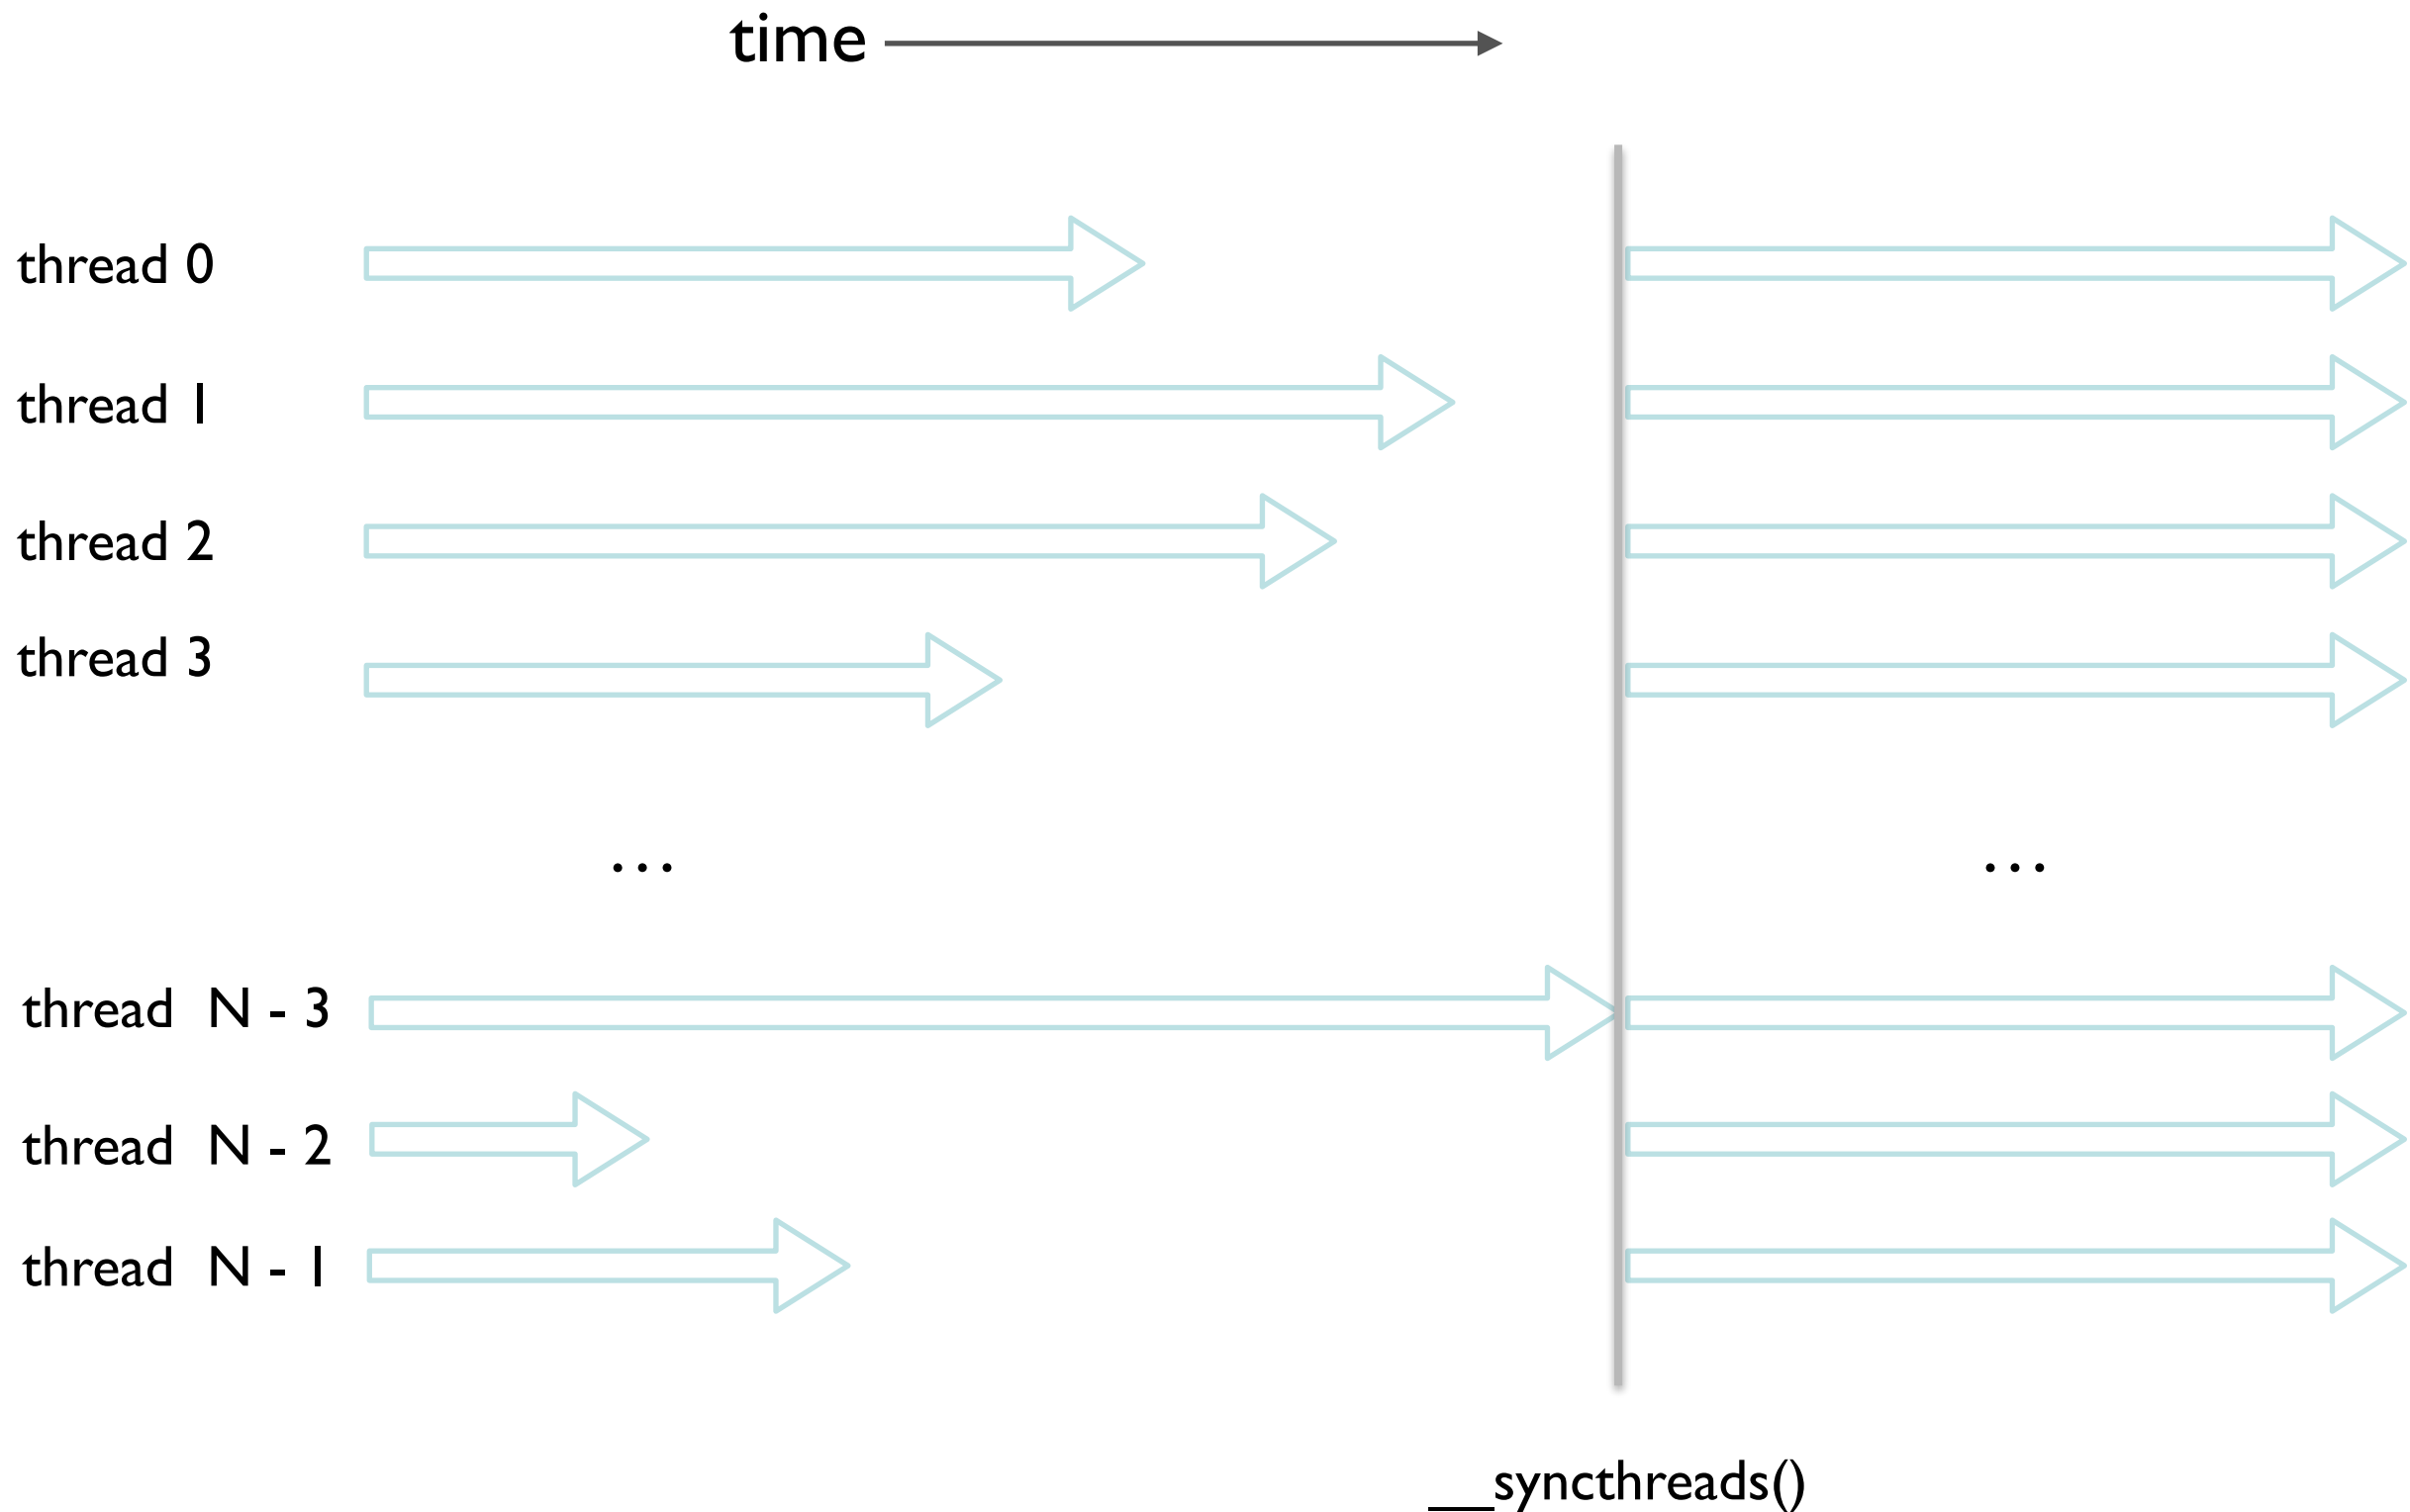 time
thread 0
thread 1
thread 2
thread 3
... ...
thread N - 3
thread N - 2
thread N - 1
__syncthreads()